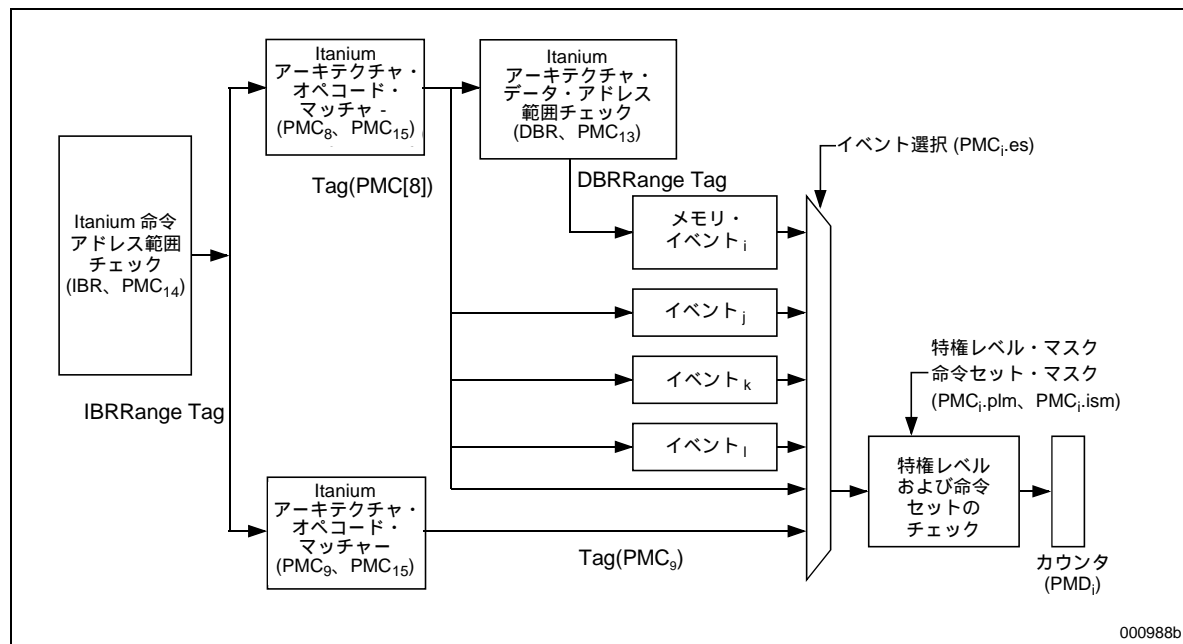 Itanium
アーキテクチャ・
オペコード・
マッチャ -
(PMC8、PMC15)
Itanium
アーキテクチャ・
データ・アドレス
範囲チェック
(DBR、PMC13)
イベント選択 (PMCi.es)
Tag(PMC[8])
DBRRange Tag
Itanium 命令
アドレス範囲
チェック
(IBR、PMC14)
メモリ・
イベント i
イベント j
イベント k
イベント l
特権レベル・マスク
命令セット・マスク
(PMCi.plm、PMCi.ism)
IBRRange Tag
Itanium
アーキテクチャ・
オペコード・
マッチャー
(PMC9、PMC15)
Tag(PMC9)
特権レベル
および命令
セットの
チェック
カウンタ
(PMDi)
000988b